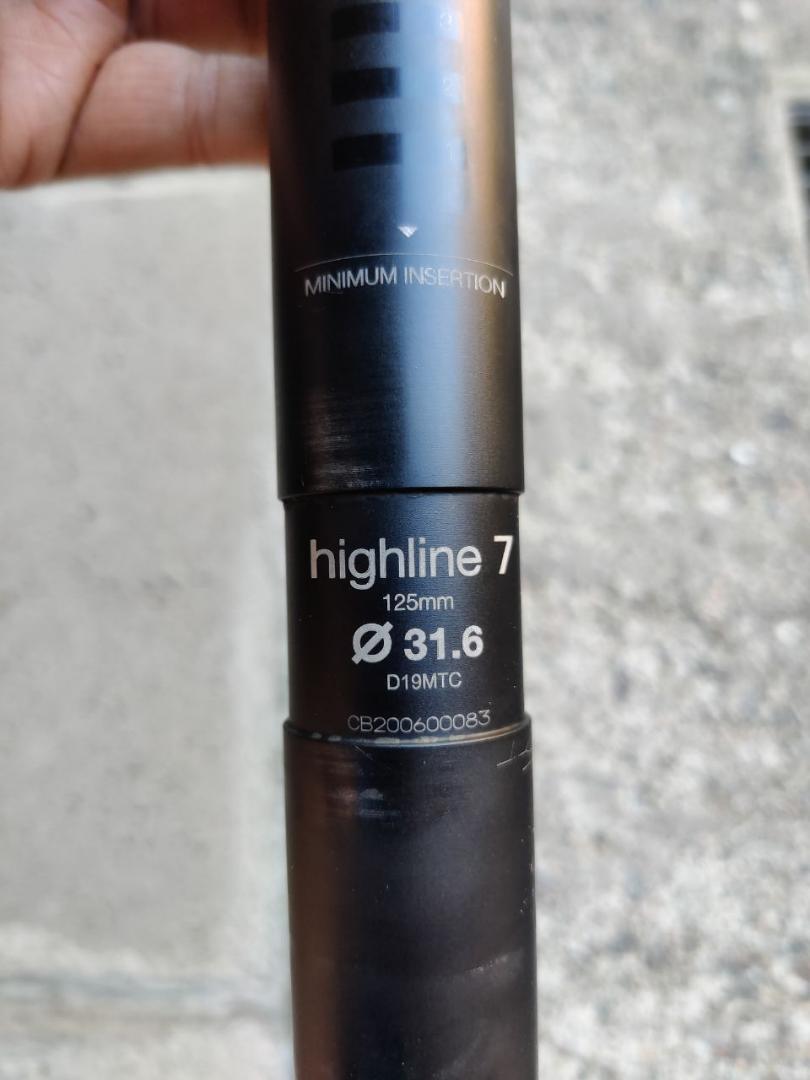 MINIMUM INSERTION
highline 7
125mm
Ø 31.6
D19MTC
CB200600083